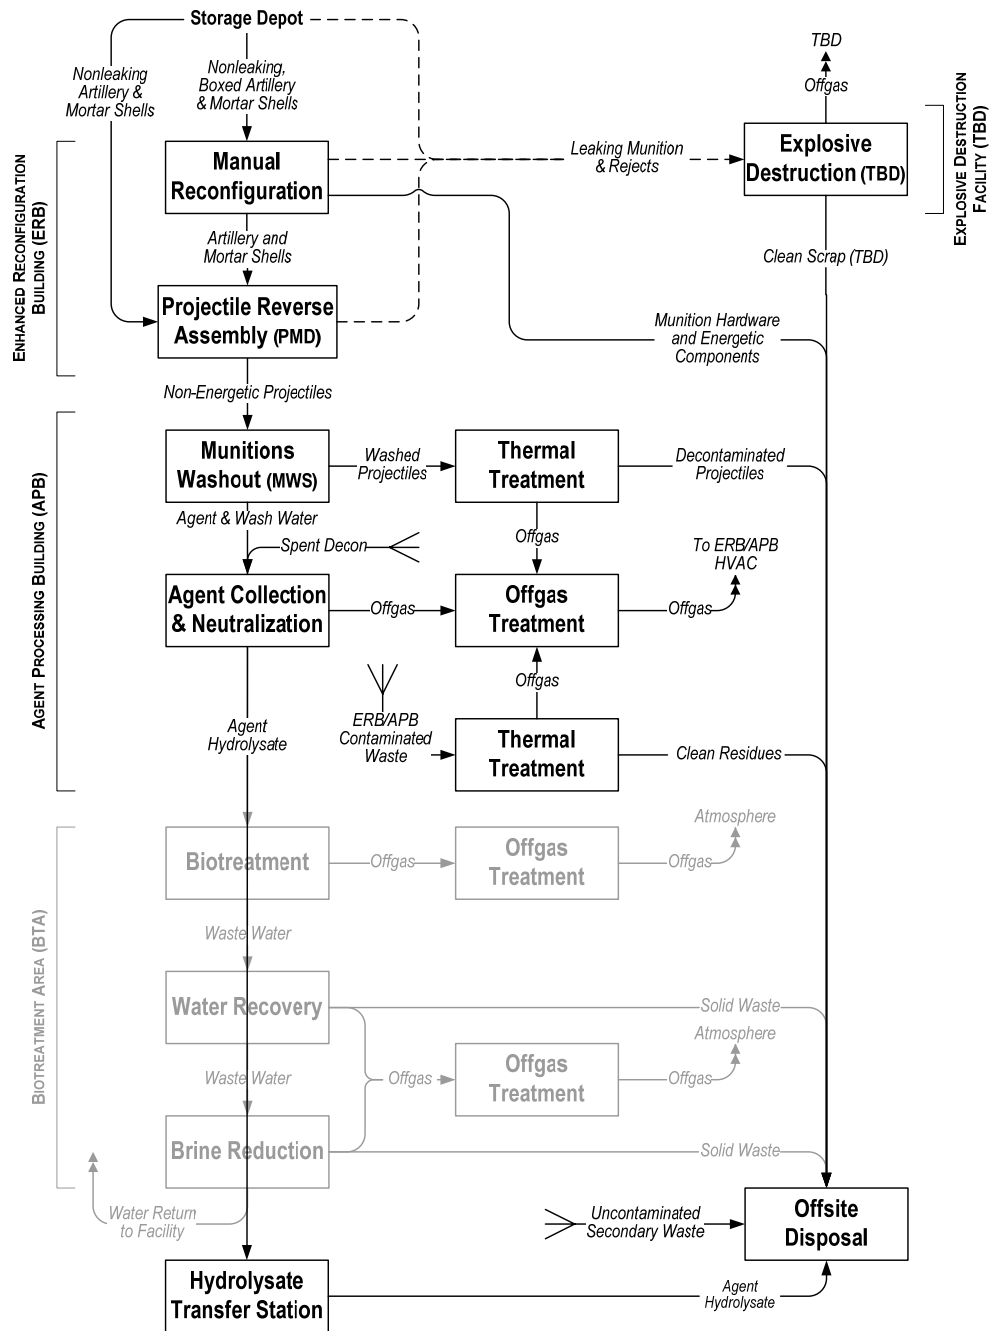 Storage Depot
TBD
Offgas
Nonleaking
Artillery &
Mortar Shells
Nonleaking,
Boxed Artillery
& Mortar Shells
EXPLOSIVE DESTRUCTION
FACILITY (TBD)
Explosive
Destruction (TBD)
Leaking Munition
& Rejects
ENHANCED RECONFIGURATION
BUILDING (ERB)
Manual
Reconfiguration
Artillery and
Mortar Shells
Clean Scrap (TBD)
Projectile Reverse
Assembly (PMD)
Munition Hardware
and Energetic
Components
Non-Energetic Projectiles
AGENT PROCESSING BUILDING (APB)
Munitions
Washout (MWS)
Washed
Projectiles
Thermal
Treatment
Decontaminated
Projectiles
Agent & Wash Water
Spent Decon
Offgas
To ERB/APB
HVAC
Agent Collection
& Neutralization
Offgas
Offgas
Treatment
Offgas
Offgas
Agent
Hydrolysate
ERB/APB
Contaminated
Waste
Thermal
Treatment
Clean Residues
BIOTREATMENT AREA (BTA)
Atmosphere
Biotreatment
Offgas
Offgas
Treatment
Offgas
Waste Water
Water Recovery
Solid Waste
Atmosphere
Waste Water
Offgas
Offgas
Treatment
Offgas
Brine Reduction
Solid Waste
Water Return
to Facility
Uncontaminated
Secondary Waste
Offsite
Disposal
Hydrolysate
Transfer Station
Agent
Hydrolysate